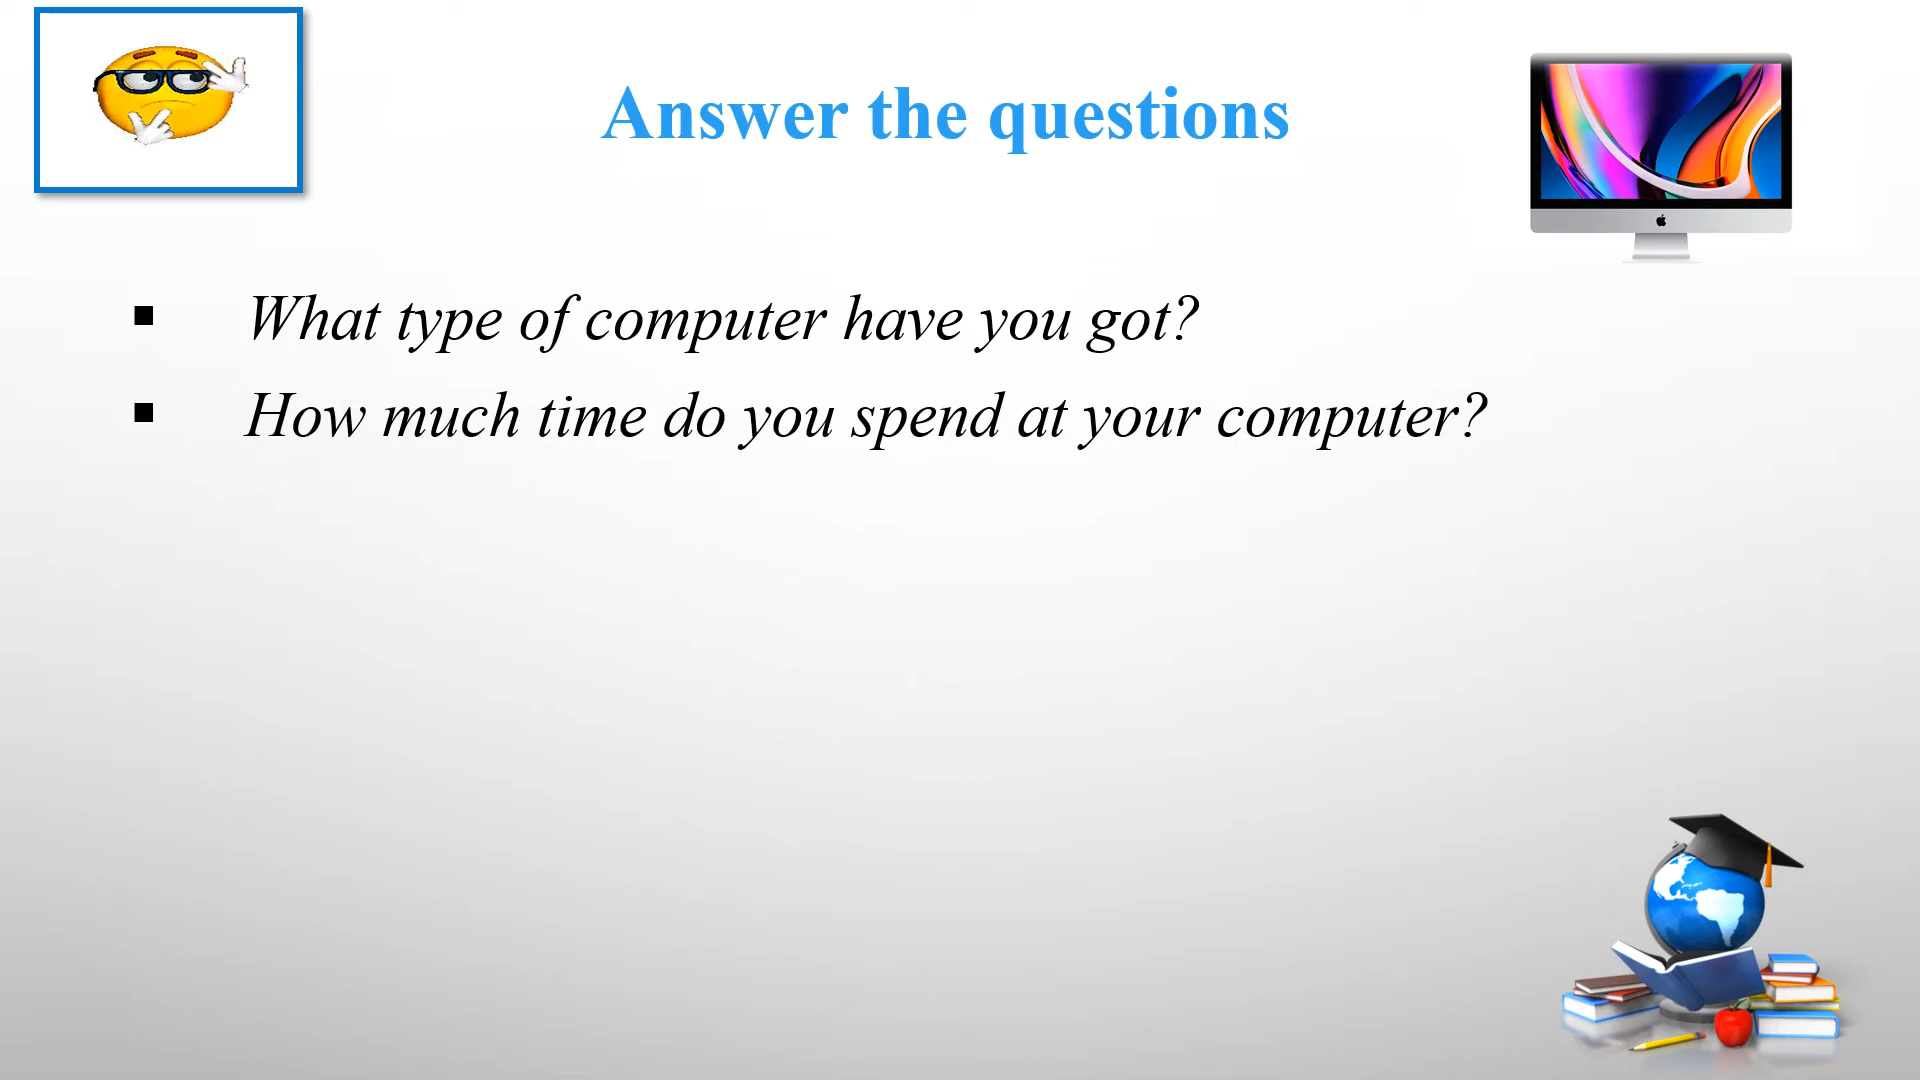 Answer the questions
▪ What type of computer have you got?
▪ How much time do you spend at your computer?